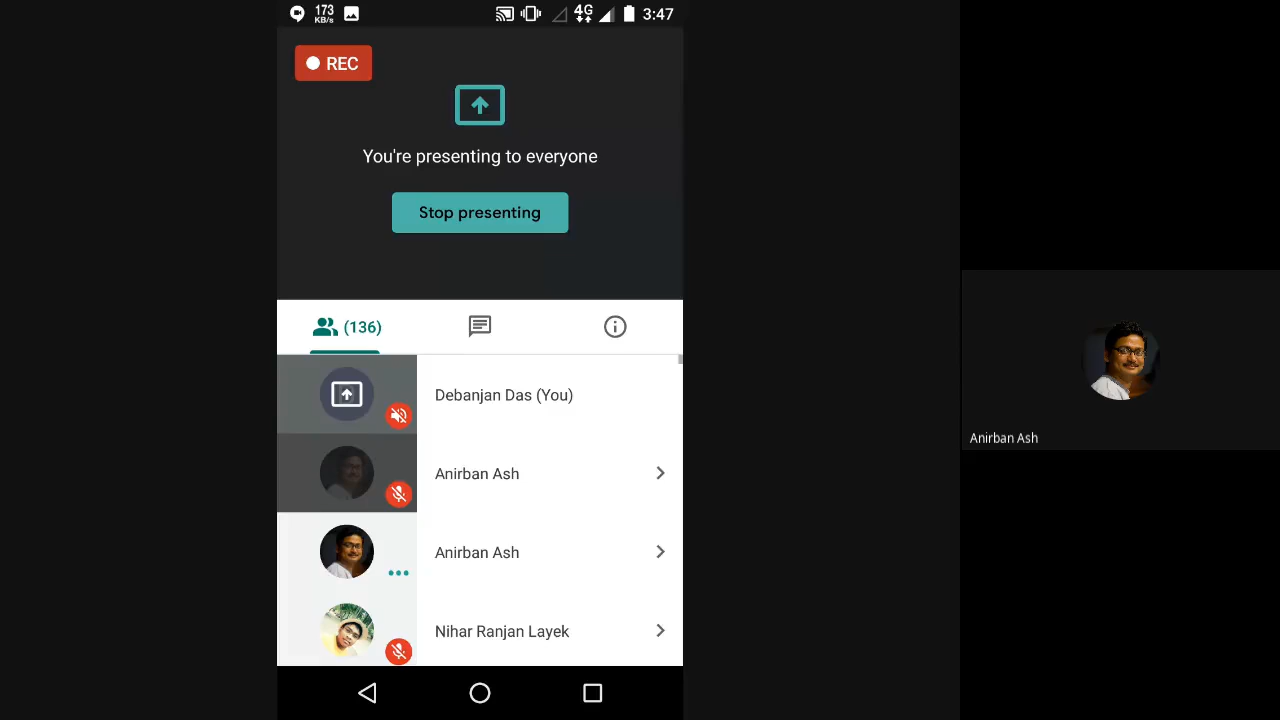 173
KB/s
4G
3:47
REC
You're presenting to everyone
Stop presenting
(136)
Debanjan Das (You)
Anirban Ash
Anirban Ash
Nihar Ranjan Layek
Anirban Ash